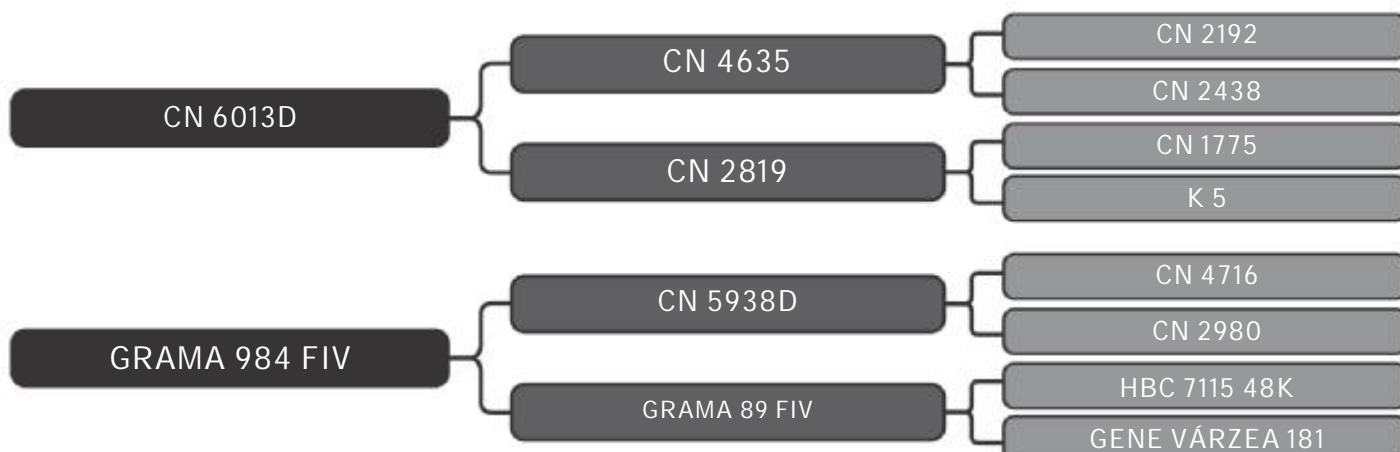 CN 6013D
CN 4635
CN 2192
CN 2438
CN 2819
CN 1775
K 5
GRAMA 984 FIV
CN 5938D
CN 4716
CN 2980
GRAMA 89 FIV
HBC 7115 48K
GENE VÁRZEA 181